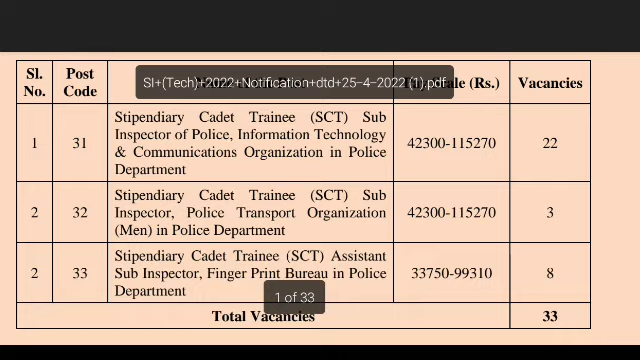 Sl. No.
Post Code
SI+(Tech)+2022+Notification+dtd+25-4-2022 (1).pdf
(Rs.)
Vacancies
1
31
Stipendiary Cadet Trainee (SCT) Sub
Inspector of Police, Information Technology
& Communications Organization in Police
Department
42300-115270
22
2
32
Stipendiary Cadet Trainee (SCT) Sub
Inspector, Police Transport Organization
(Men) in Police Department
42300-115270
3
2
33
Stipendiary Cadet Trainee (SCT) Assistant
Sub Inspector, Finger Print Bureau in Police
Department
33750-99310
8
1 of 33
Total Vacancies
33